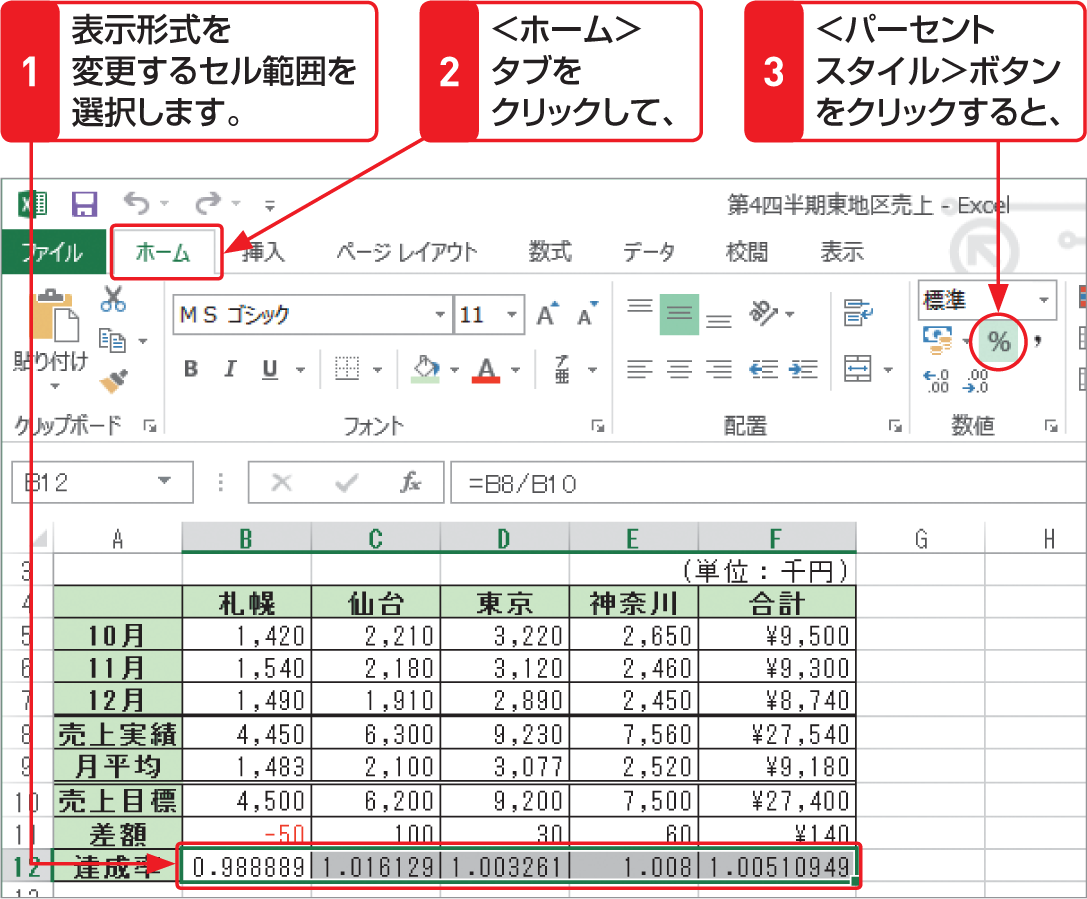 1
表示形式を
変更するセル範囲を
選択します。
2
<ホーム>
タブを
クリックして、
3
<パーセント
スタイル>ボタン
をクリックすると、
第4四半期東地区売上 - Excel
ファイル ホーム 挿入 ページ レイアウト 数式 データ 校閲 表示
ＭＳ ゴシック 11 標準
貼り付け
B I U A ア亜 %
クリップボード フォント 配置 数値
B12 fx =B8/B10
A B C D E F G H
3 (単位：千円)
4 札幌 仙台 東京 神奈川 合計
5 10月 1,420 2,210 3,220 2,650 ¥9,500
6 11月 1,540 2,180 3,120 2,460 ¥9,300
7 12月 1,490 1,910 2,890 2,450 ¥8,740
8 売上実績 4,450 6,300 9,230 7,560 ¥27,540
9 月平均 1,483 2,100 3,077 2,520 ¥9,180
10 売上目標 4,500 6,200 9,200 7,500 ¥27,400
11 差額 -50 100 30 60 ¥140
12 達成率 0.988889 1.016129 1.003261 1.008 1.00510949